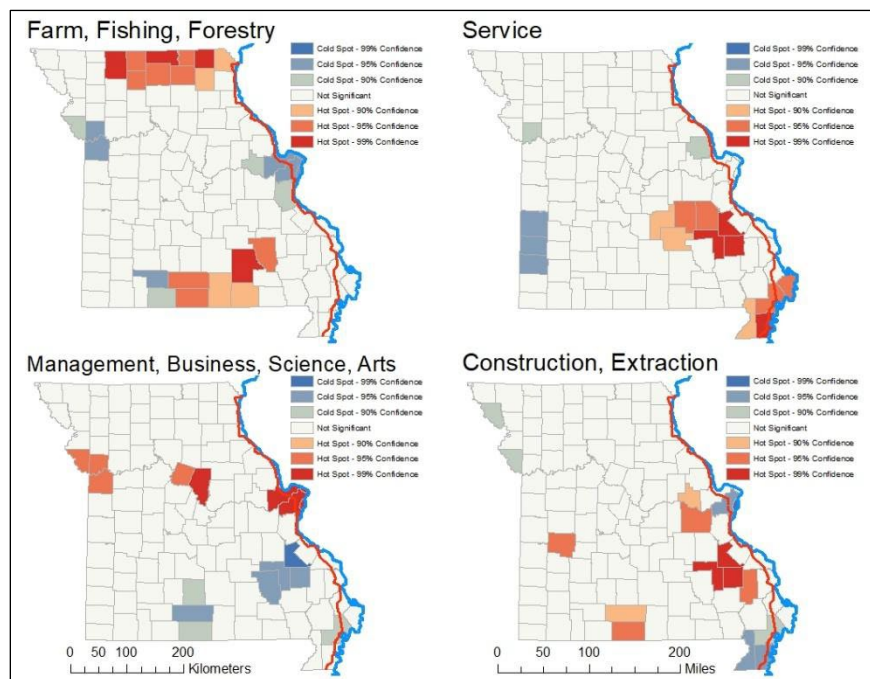 Farm, Fishing, Forestry
Cold Spot - 99% Confidence
Cold Spot - 95% Confidence
Cold Spot - 90% Confidence
Not Significant
Hot Spot - 90% Confidence
Hot Spot - 95% Confidence
Hot Spot - 99% Confidence
Service
Cold Spot - 99% Confidence
Cold Spot - 95% Confidence
Cold Spot - 90% Confidence
Not Significant
Hot Spot - 90% Confidence
Hot Spot - 95% Confidence
Hot Spot - 99% Confidence
Management, Business, Science, Arts
Cold Spot - 99% Confidence
Cold Spot - 95% Confidence
Cold Spot - 90% Confidence
Not Significant
Hot Spot - 90% Confidence
Hot Spot - 95% Confidence
Hot Spot - 99% Confidence
0 50 100 200
Kilometers
Construction, Extraction
Cold Spot - 99% Confidence
Cold Spot - 95% Confidence
Cold Spot - 90% Confidence
Not Significant
Hot Spot - 90% Confidence
Hot Spot - 95% Confidence
Hot Spot - 99% Confidence
0 50 100 200
Miles